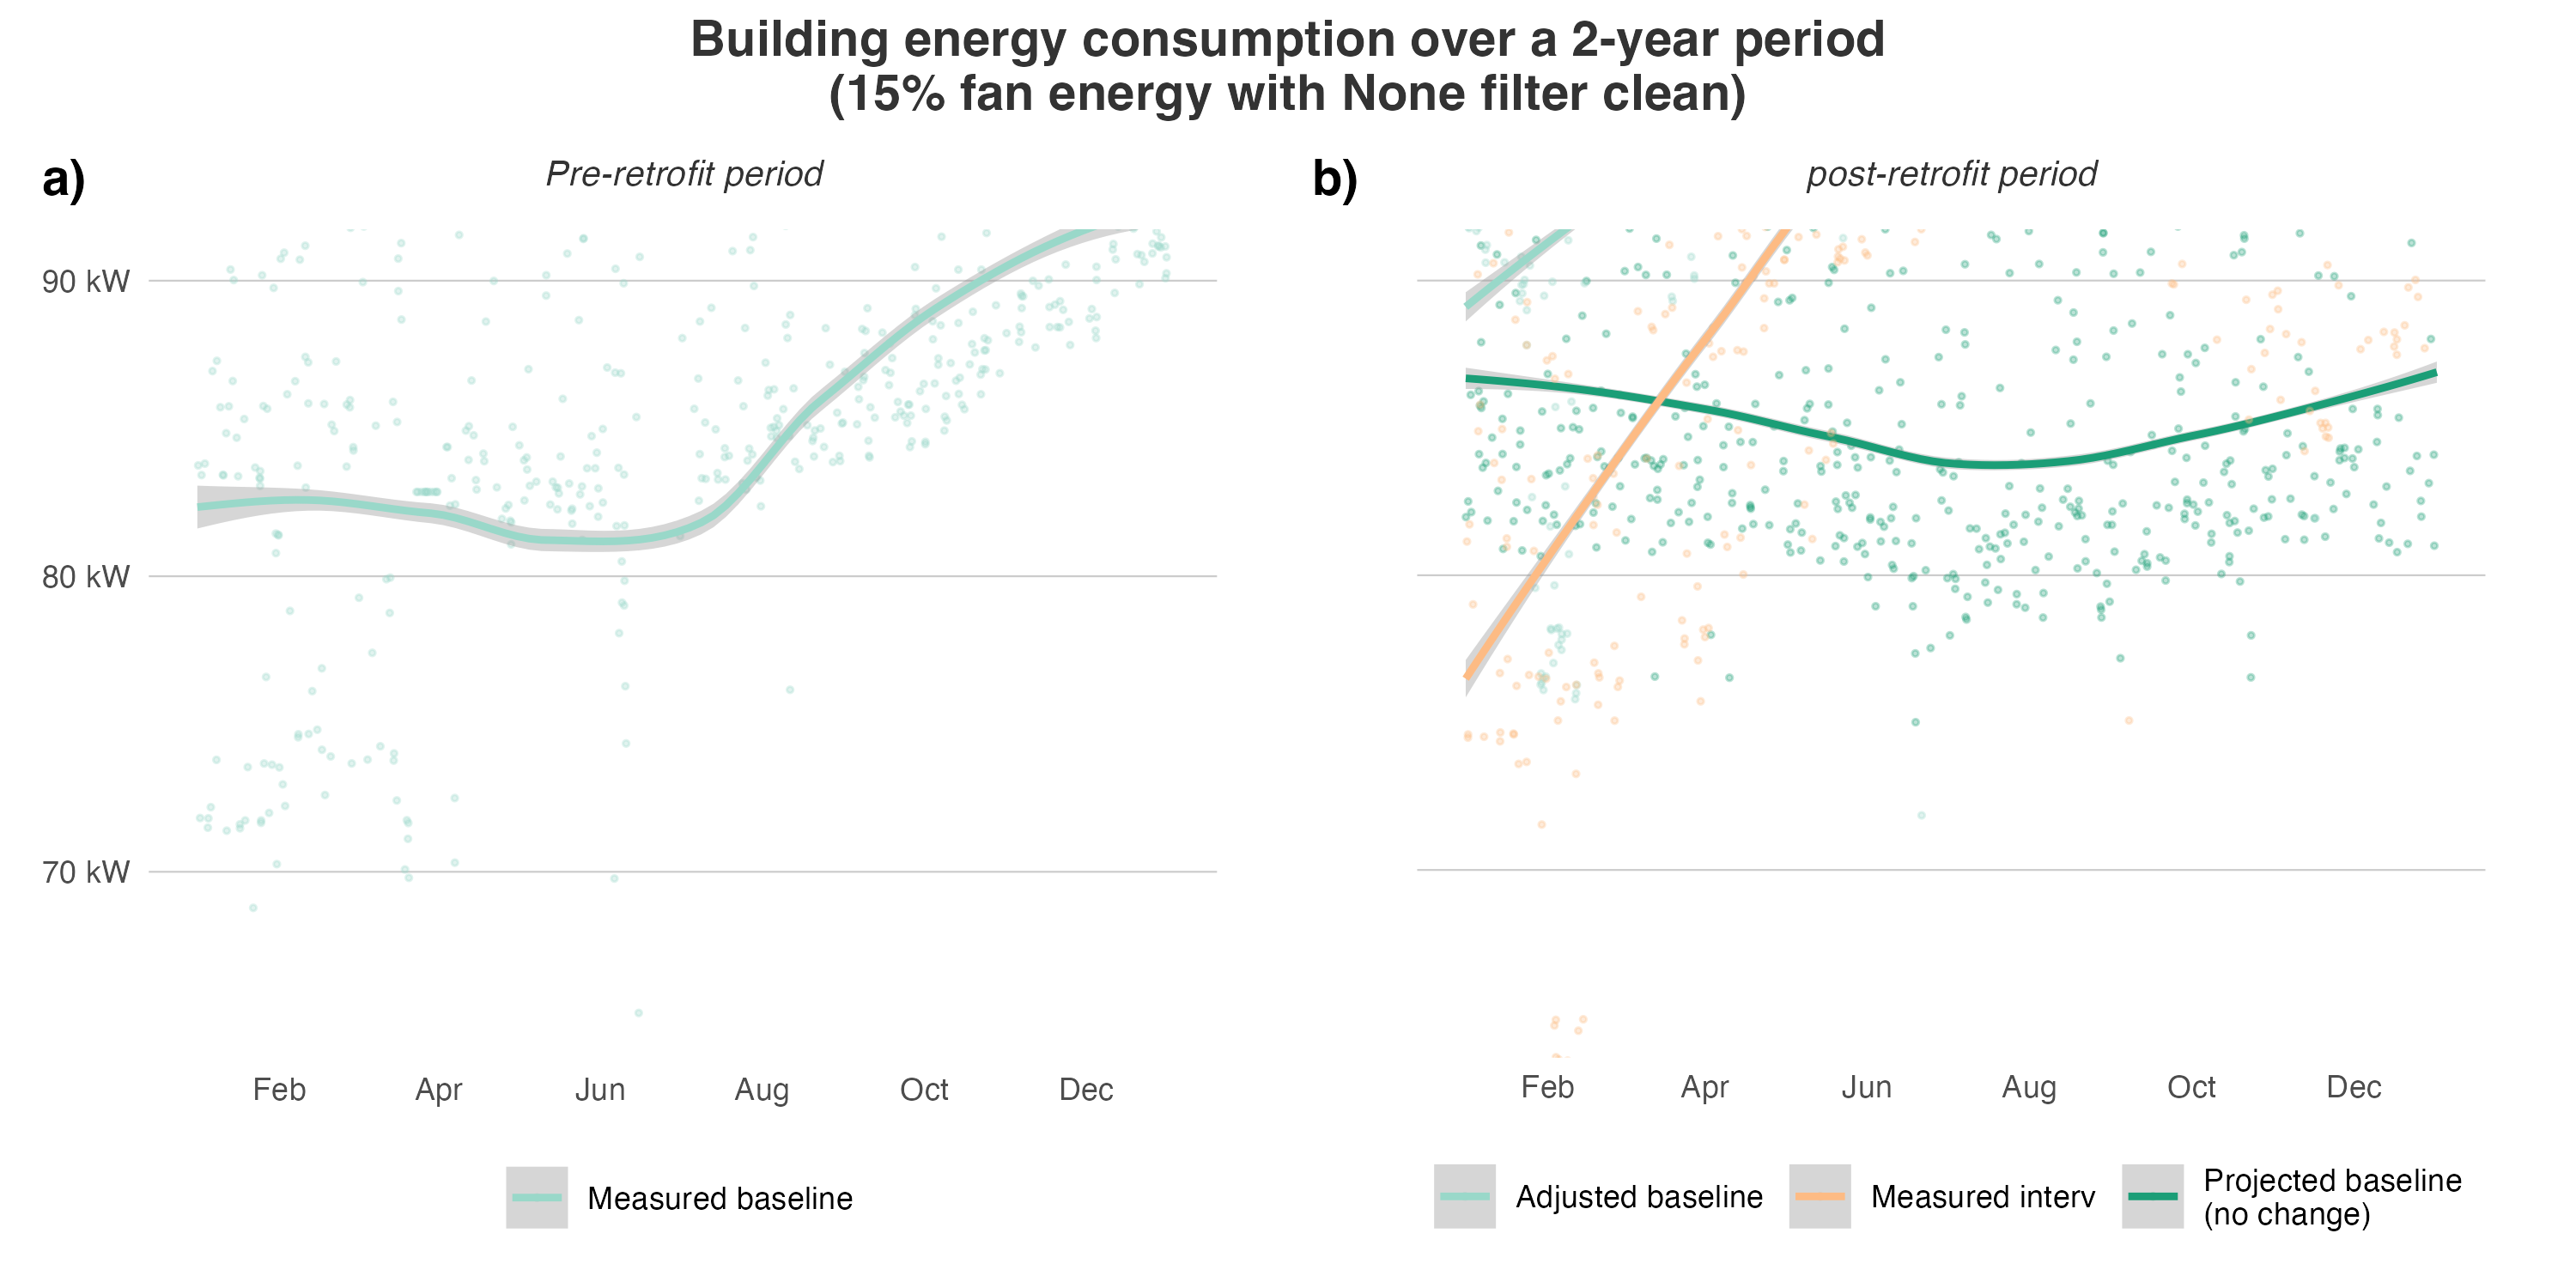 Building energy consumption over a 2-year period
(15% fan energy with None filter clean)
a)
Pre-retrofit period
90 kW
80 kW
70 kW
Feb Apr Jun Aug Oct Dec
Measured baseline
b)
post-retrofit period
Feb Apr Jun Aug Oct Dec
Adjusted baseline
Measured interv
Projected baseline
(no change)